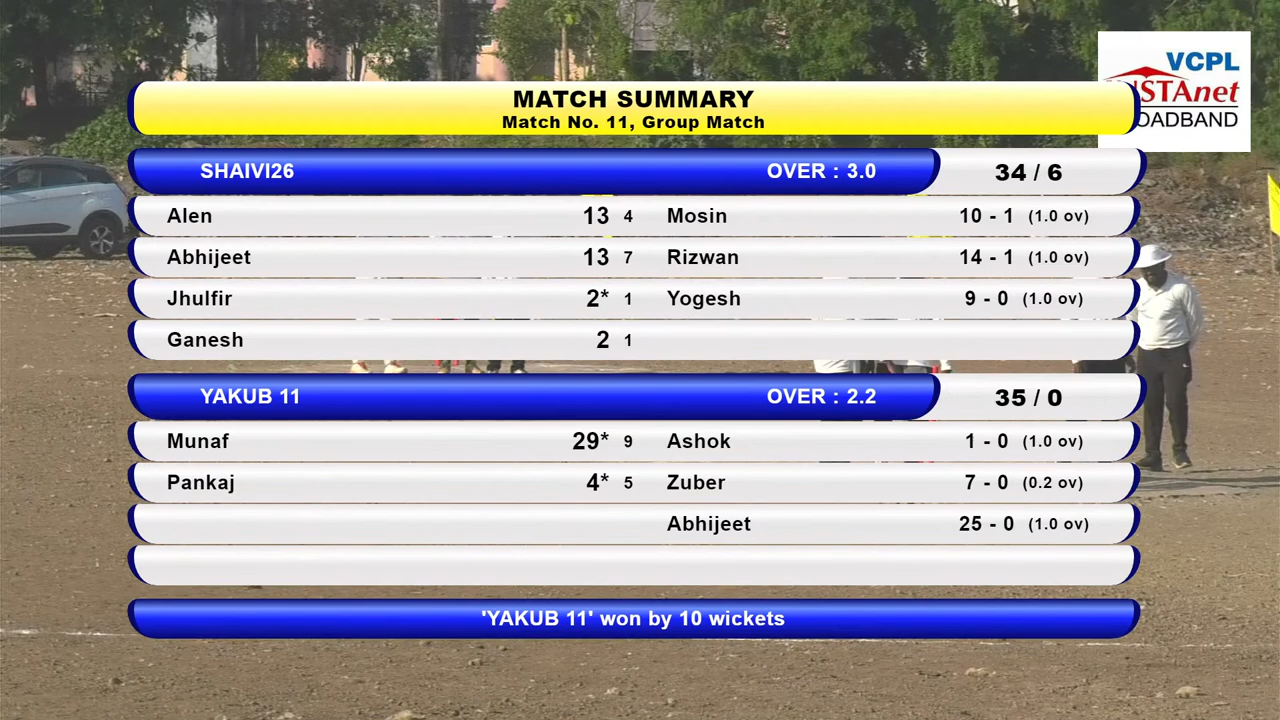 VCPL
MATCH SUMMARY
Match No. 11, Group Match
SHAIVI26 OVER : 3.0 34 / 6
Alen 13 4 Mosin 10 - 1 (1.0 ov)
Abhijeet 13 7 Rizwan 14 - 1 (1.0 ov)
Jhulfir 2* 1 Yogesh 9 - 0 (1.0 ov)
Ganesh 2 1
YAKUB 11 OVER : 2.2 35 / 0
Munaf 29* 9 Ashok 1 - 0 (1.0 ov)
Pankaj 4* 5 Zuber 7 - 0 (0.2 ov)
Abhijeet 25 - 0 (1.0 ov)
'YAKUB 11' won by 10 wickets